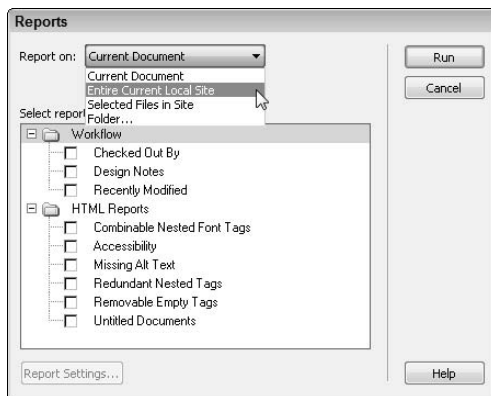 Reports
Report on: Current Document
Run
Current Document
Entire Current Local Site
Cancel
Selected Files in Site
Select repor
Folder...
Workflow
Checked Out By
Design Notes
Recently Modified
HTML Reports
Combinable Nested Font Tags
Accessibility
Missing Alt Text
Redundant Nested Tags
Removable Empty Tags
Untitled Documents
Report Settings...
Help